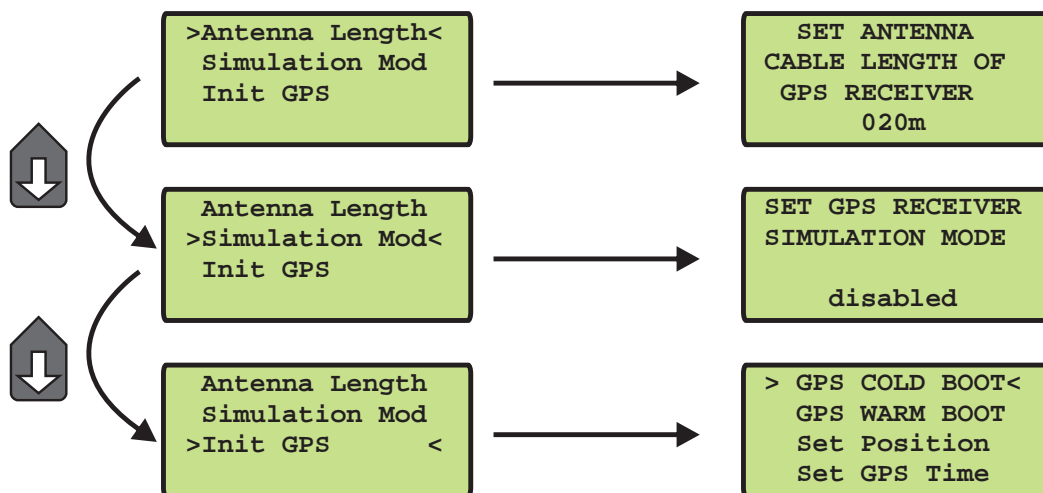 >Antenna Length<
Simulation Mod
Init GPS
SET ANTENNA
CABLE LENGTH OF
GPS RECEIVER
020m
Antenna Length
>Simulation Mod<
Init GPS
SET GPS RECEIVER
SIMULATION MODE
disabled
Antenna Length
Simulation Mod
>Init GPS <
> GPS COLD BOOT<
GPS WARM BOOT
Set Position
Set GPS Time